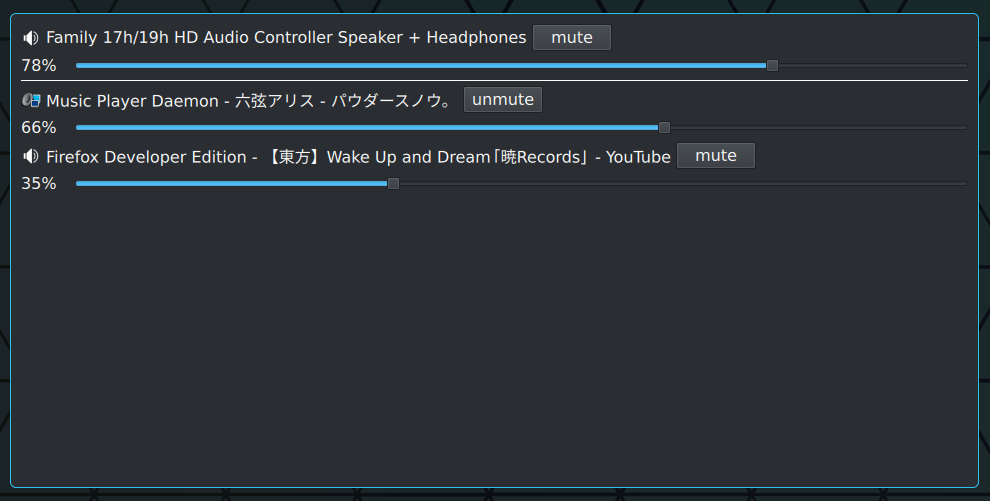 Family 17h/19h HD Audio Controller Speaker + Headphones mute
78%
Music Player Daemon - 六弦アリス - パウダースノウ。 unmute
66%
Firefox Developer Edition - 【東方】Wake Up and Dream「暁Records」 - YouTube mute
35%